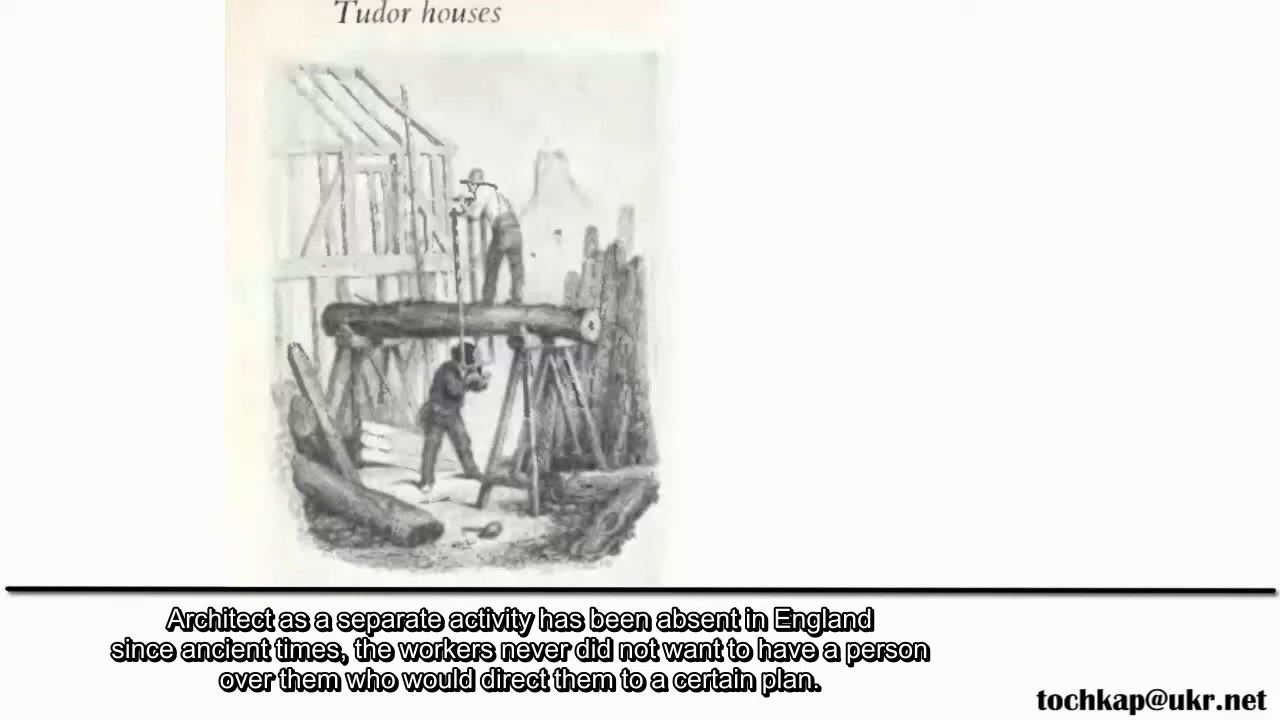 Tudor houses
Architect as a separate activity has been absent in England
since ancient times, the workers never did not want to have a person
over them who would direct them to a certain plan.
tochkap@ukr.net